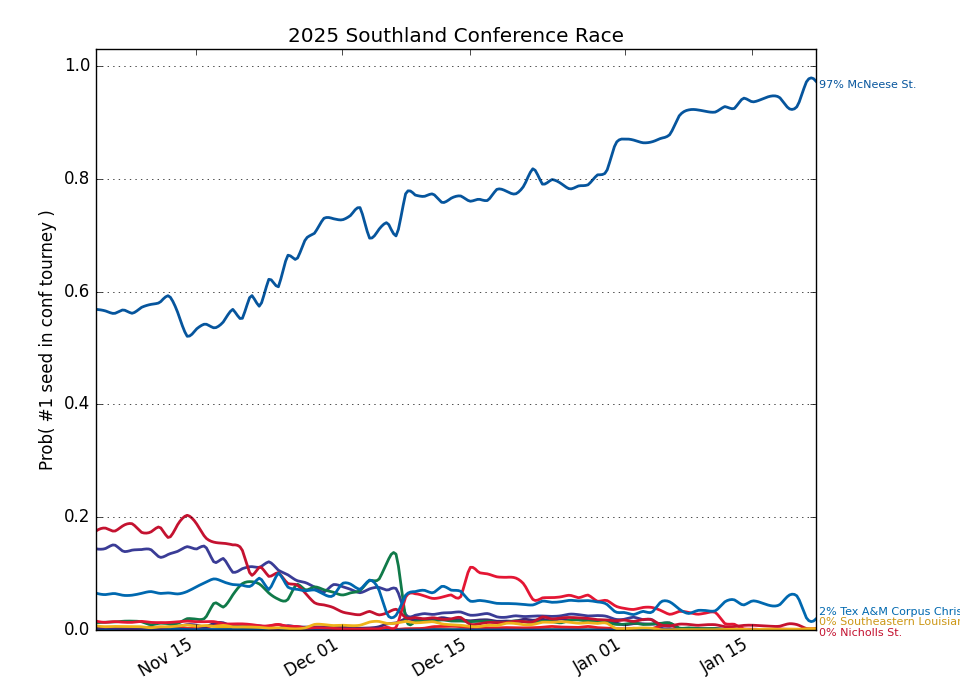 2025 Southland Conference Race
Prob( #1 seed in conf tourney )
1.0
0.8
0.6
0.4
0.2
0.0
Nov 15
Dec 01
Dec 15
Jan 01
Jan 15
97% McNeese St.
2% Tex A&M Corpus Chris
0% Southeastern Louisian
0% Nicholls St.